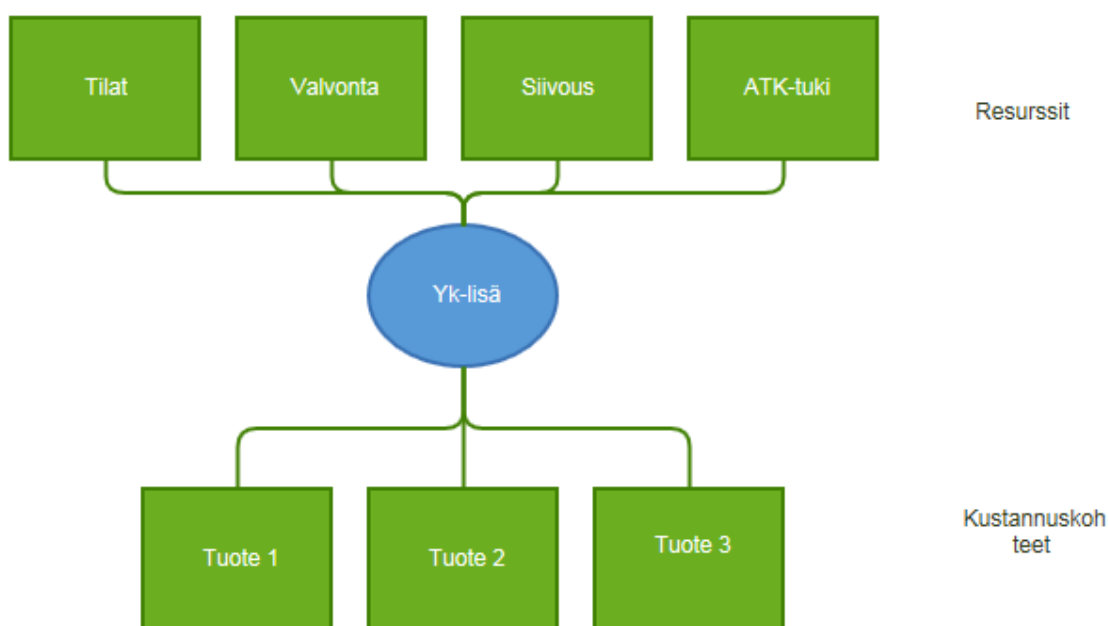 Tilat
Valvonta
Siivous
ATK-tuki
Resurssit
Yk-lisä
Kustannuskoh
teet
Tuote 1
Tuote 2
Tuote 3